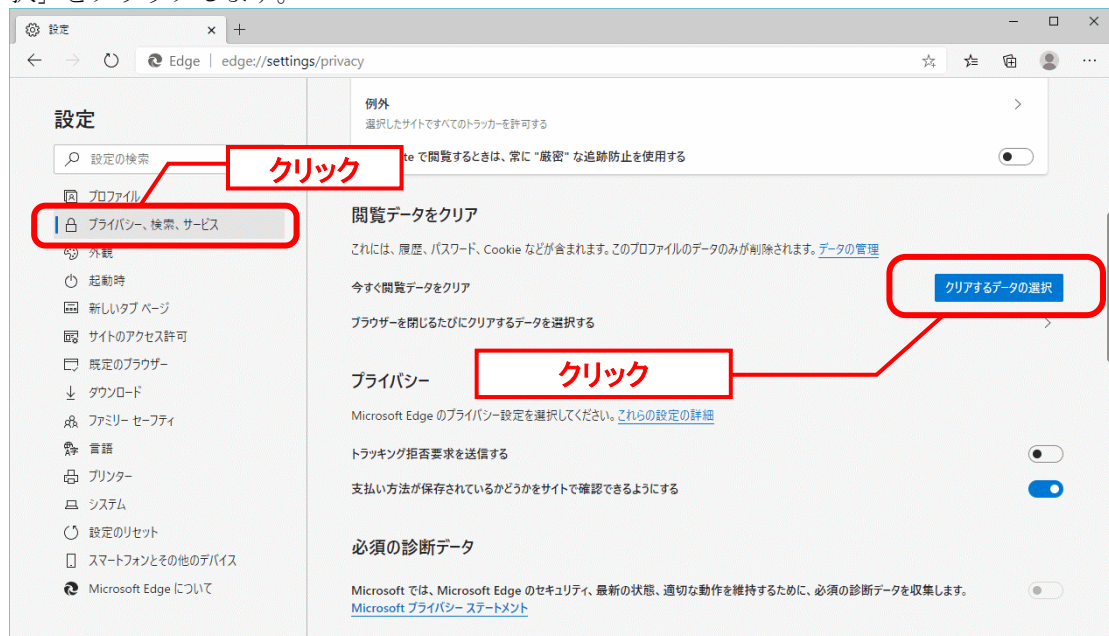 択」をクリックします。
設定
Edge | edge://settings/privacy
設定
設定の検索
プロファイル
プライバシー、検索、サービス
外観
起動時
新しいタブ ページ
サイトのアクセス許可
既定のブラウザー
ダウンロード
ファミリー セーフティ
言語
プリンター
システム
設定のリセット
スマートフォンとその他のデバイス
Microsoft Edge について
クリック
例外
選択したサイトですべてのトラッカーを許可する
te で閲覧するときは、常に "厳密" な追跡防止を使用する
閲覧データをクリア
これには、履歴、パスワード、Cookie などが含まれます。このプロファイルのデータのみが削除されます。データの管理
今すぐ閲覧データをクリア
クリアするデータの選択
ブラウザーを閉じるたびにクリアするデータを選択する
クリック
プライバシー
Microsoft Edge のプライバシー設定を選択してください。これらの設定の詳細
トラッキング拒否要求を送信する
支払い方法が保存されているかどうかをサイトで確認できるようにする
必須の診断データ
Microsoft では、Microsoft Edge のセキュリティ、最新の状態、適切な動作を維持するために、必須の診断データを収集します。
Microsoft プライバシー ステートメント